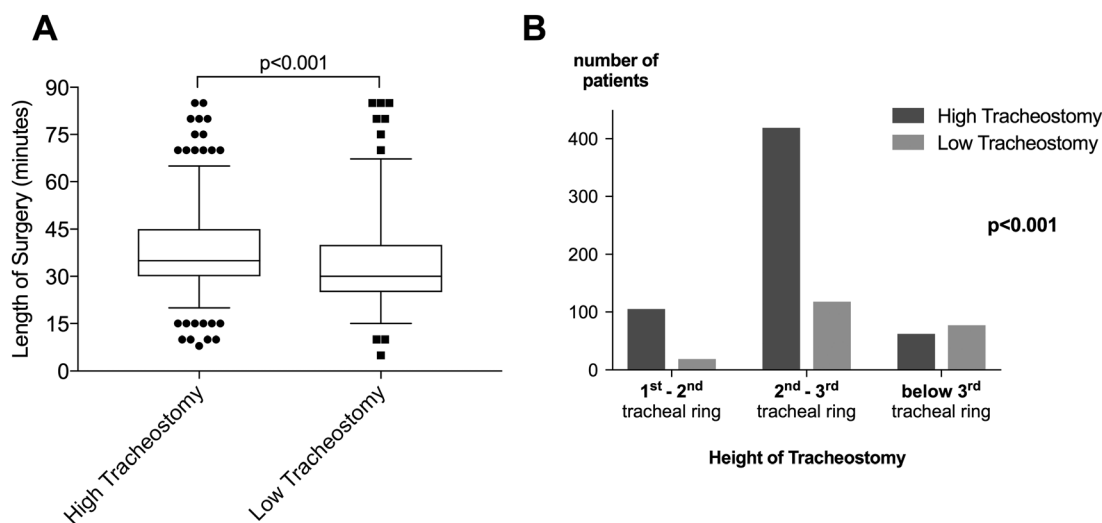 A
p<0.001
Length of Surgery (minutes)
90
75
60
45
30
15
0
High Tracheostomy
Low Tracheostomy
B
number of
patients
High Tracheostomy
Low Tracheostomy
400
300
200
100
0
p<0.001
1st - 2nd
tracheal ring
2nd - 3rd
tracheal ring
below 3rd
tracheal ring
Height of Tracheostomy